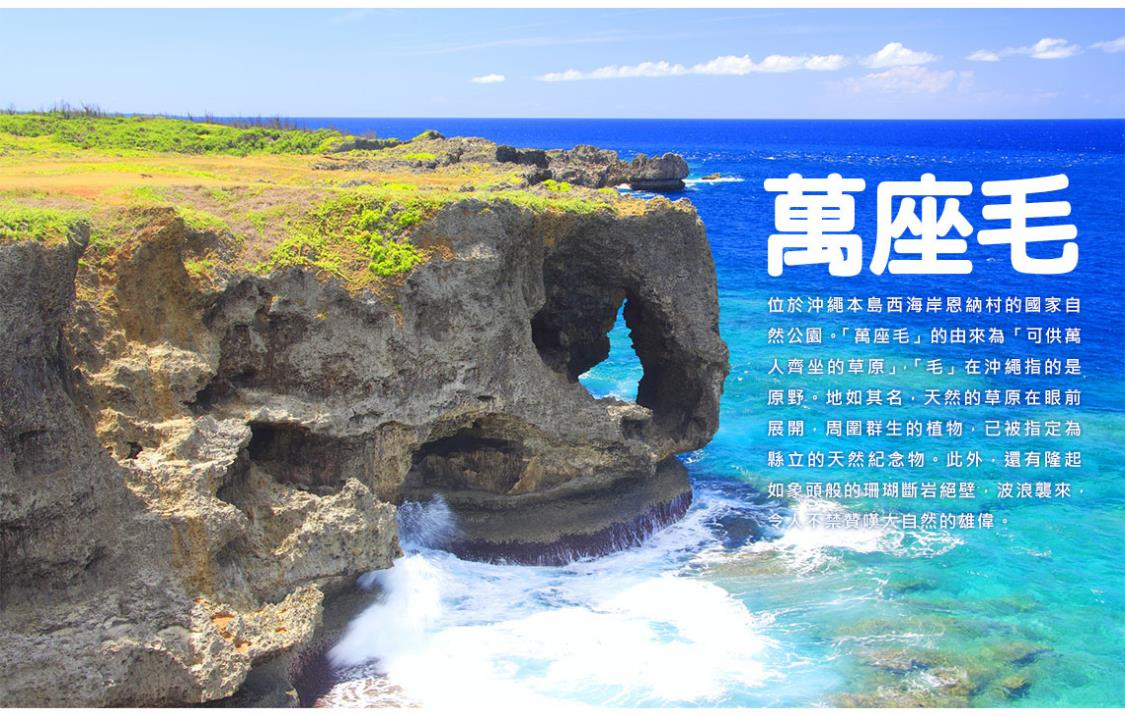 萬座毛
位於沖繩本島西海岸恩納村的國家自
然公園。「萬座毛」的由來為「可供萬
人齊坐的草原」,「毛」在沖繩指的是
原野。地如其名，天然的草原在眼前
展開，周圍群生的植物，已被指定為
縣立的天然紀念物。此外，還有隆起
如象頭般的珊瑚斷岩絕壁，波浪襲來，
令人不禁贊嘆大自然的雄偉。